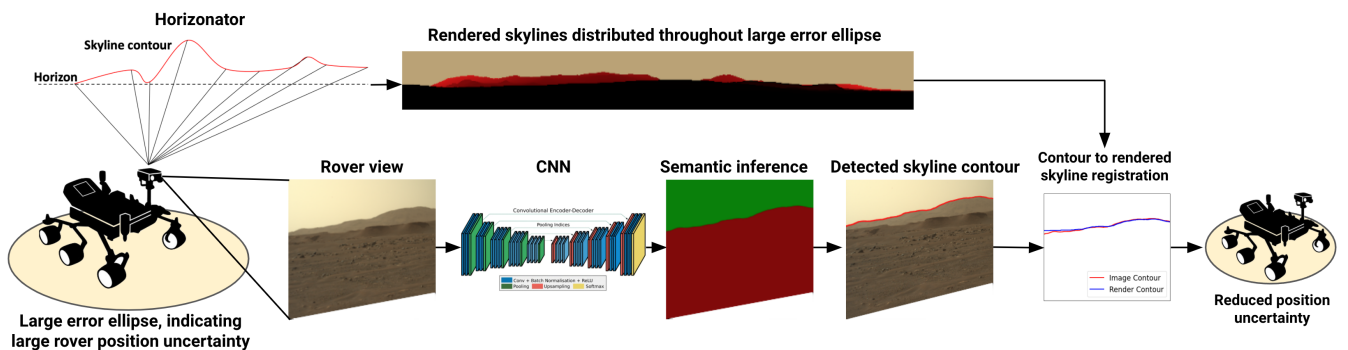 Horizonator
Skyline contour
Horizon
Rendered skylines distributed throughout large error ellipse
Large error ellipse, indicating
large rover position uncertainty
Rover view
CNN
Convolutional Encoder-Decoder
Pooling Indices
Conv + Batch Normalisation + ReLU
Pooling
Upsampling
Softmax
Semantic inference
Detected skyline contour
Contour to rendered
skyline registration
Image Contour
Render Contour
Reduced position
uncertainty